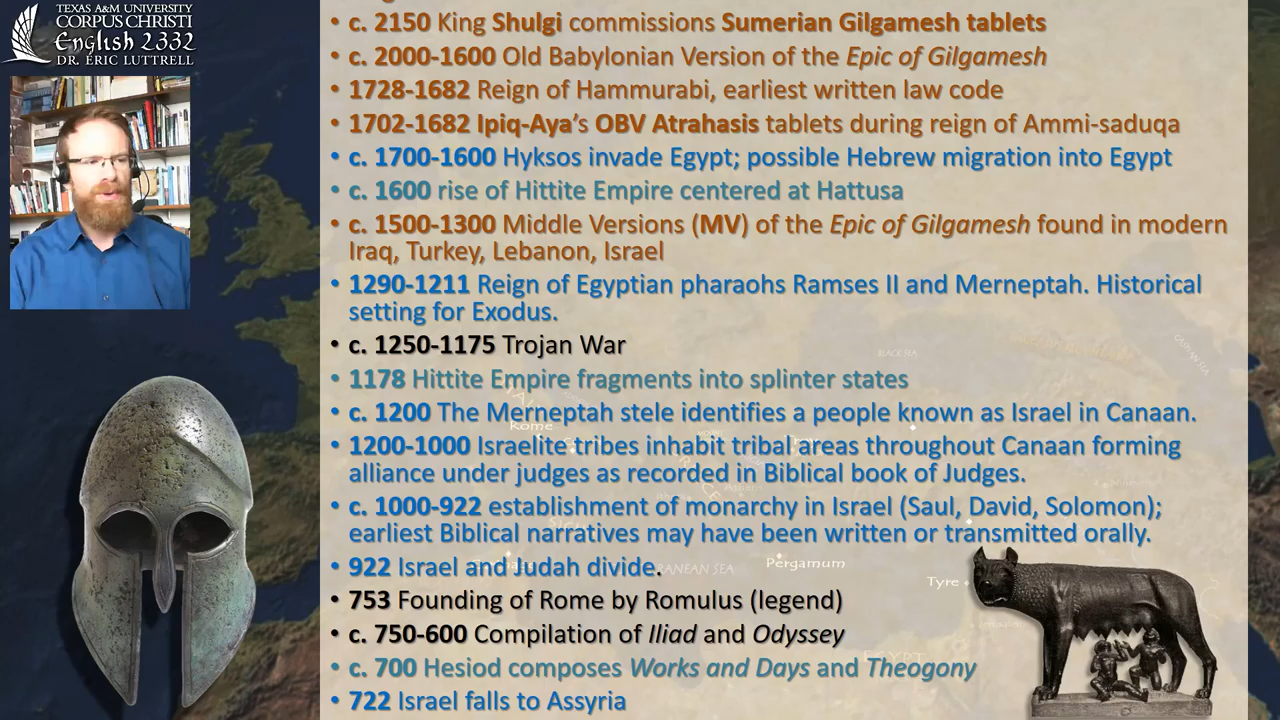 TEXAS A&M UNIVERSITY
CORPUS CHRISTI
English 2332
DR. ERIC LUTTRELL
• c. 2150 King Shulgi commissions Sumerian Gilgamesh tablets
• c. 2000-1600 Old Babylonian Version of the Epic of Gilgamesh
• 1728-1682 Reign of Hammurabi, earliest written law code
• 1702-1682 Ipiq-Aya's OBV Atrahasis tablets during reign of Ammi-saduqa
• c. 1700-1600 Hyksos invade Egypt; possible Hebrew migration into Egypt
• c. 1600 rise of Hittite Empire centered at Hattusa
• c. 1500-1300 Middle Versions (MV) of the Epic of Gilgamesh found in modern
Iraq, Turkey, Lebanon, Israel
• 1290-1211 Reign of Egyptian pharaohs Ramses II and Merneptah. Historical
setting for Exodus.
• c. 1250-1175 Trojan War
• 1178 Hittite Empire fragments into splinter states
• c. 1200 The Merneptah stele identifies a people known as Israel in Canaan.
• 1200-1000 Israelite tribes inhabit tribal areas throughout Canaan forming
alliance under judges as recorded in Biblical book of Judges.
• c. 1000-922 establishment of monarchy in Israel (Saul, David, Solomon);
earliest Biblical narratives may have been written or transmitted orally.
• 922 Israel and Judah divide.
• 753 Founding of Rome by Romulus (legend)
• c. 750-600 Compilation of Iliad and Odyssey
• c. 700 Hesiod composes Works and Days and Theogony
• 722 Israel falls to Assyria
BLACK SEA
CASPIAN SEA
Rome
Pergamum
Tyre
EGYPT